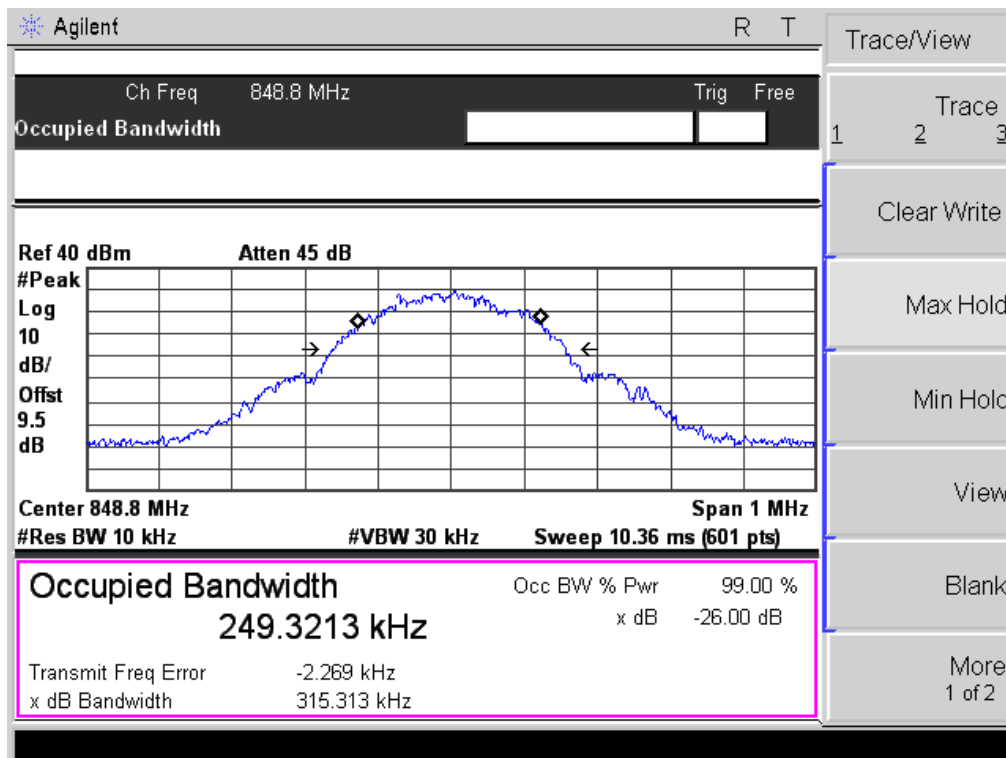 Agilent R T
Ch Freq 848.8 MHz Trig Free
Occupied Bandwidth
Ref 40 dBm Atten 45 dB
#Peak
Log
10
dB/
Offst
9.5
dB
Center 848.8 MHz Span 1 MHz
#Res BW 10 kHz #VBW 30 kHz Sweep 10.36 ms (601 pts)
Occupied Bandwidth
249.3213 kHz
Occ BW % Pwr 99.00 %
x dB -26.00 dB
Transmit Freq Error -2.269 kHz
x dB Bandwidth 315.313 kHz
Trace/View
Trace
1 2 3
Clear Write
Max Hold
Min Hold
View
Blank
More
1 of 2